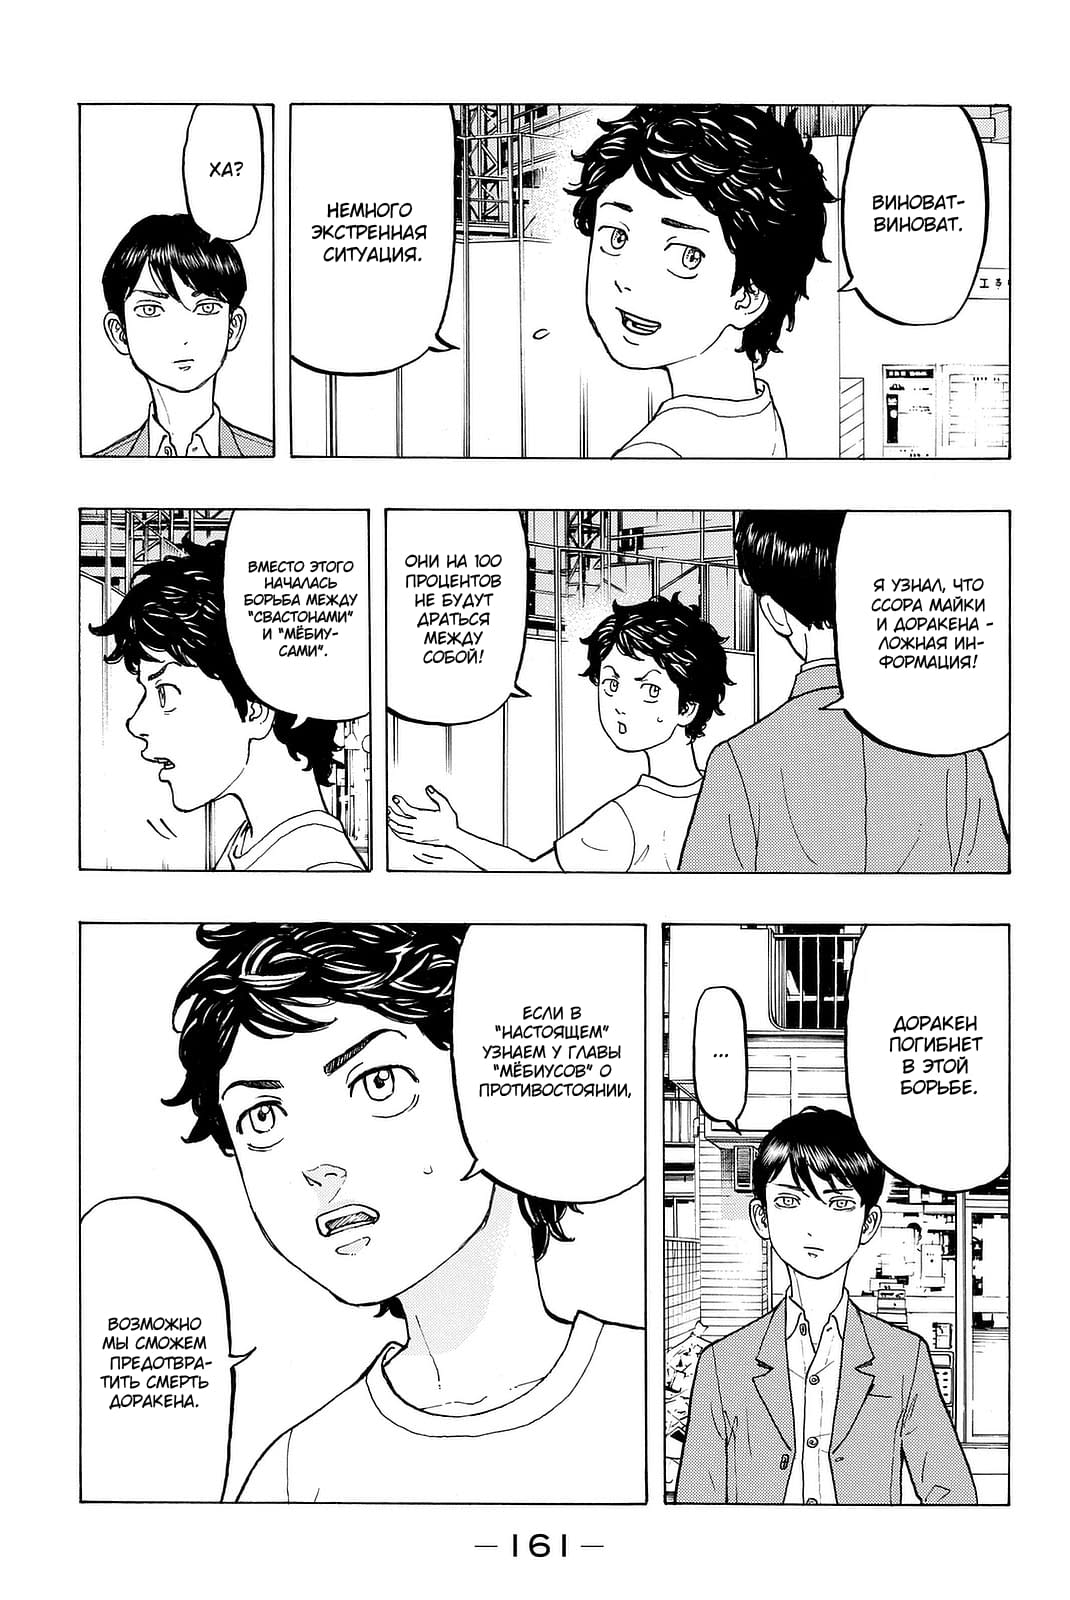 ВИНОВАТ-
ВИНОВАТ.
НЕМНОГО
ЭКСТРЕННАЯ
СИТУАЦИЯ.
ХА?
Я УЗНАЛ, ЧТО
ССОРА МАЙКИ
И ДОРАКЕНА -
ЛОЖНАЯ ИН-
ФОРМАЦИЯ!
ОНИ НА 100
ПРОЦЕНТОВ
НЕ БУДУТ
ДРАТЬСЯ
МЕЖДУ
СОБОЙ!
ВМЕСТО ЭТОГО
НАЧАЛАСЬ
БОРЬБА МЕЖДУ
"СВАСТОНАМИ"
И "МЁБИУ-
САМИ".
ДОРАКЕН
ПОГИБНЕТ
В ЭТОЙ
БОРЬБЕ.
...
ЕСЛИ В
"НАСТОЯЩЕМ"
УЗНАЕМ У ГЛАВЫ
"МЁБИУСОВ" О
ПРОТИВОСТОЯНИИ,
ВОЗМОЖНО
МЫ СМОЖЕМ
ПРЕДОТВРА-
ТИТЬ СМЕРТЬ
ДОРАКЕНА.
— 161 —